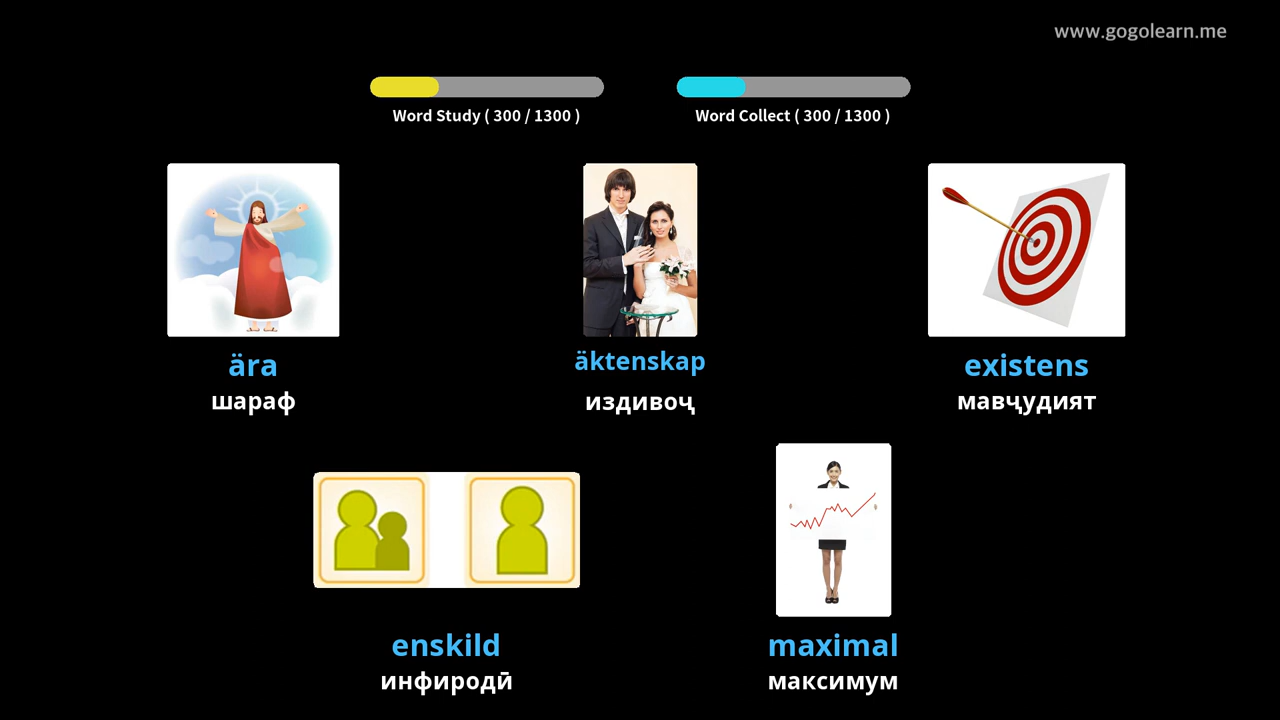 www.gogolearn.me
Word Study ( 300 / 1300 )
Word Collect ( 300 / 1300 )
ära
шараф
äktenskap
издивоҷ
existens
мавҷудият
enskild
инфиродӣ
maximal
максимум